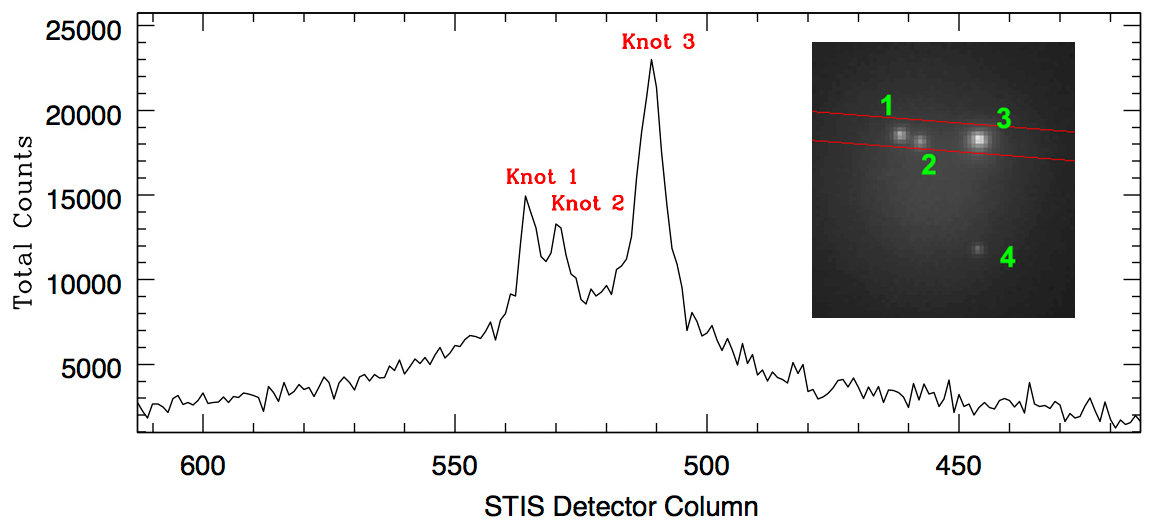 25000
20000
15000
10000
5000
Total Counts
Knot 3
Knot 1
Knot 2
1
3
2
4
600 550 500 450
STIS Detector Column